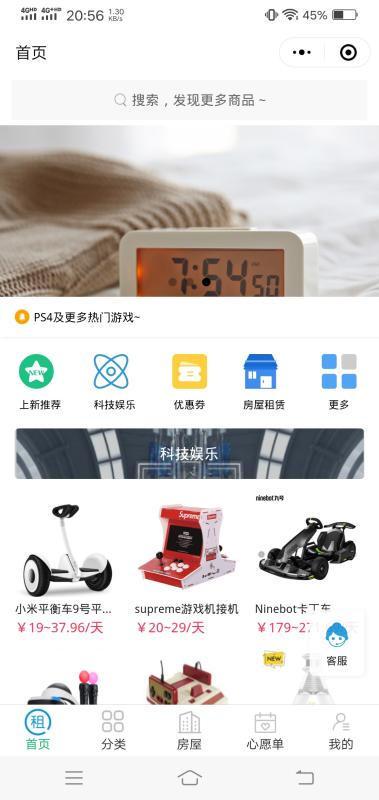 4GHD 4G+HD 20:56 1.30 KB/s 45%
首页
搜索，发现更多商品 ~
7:54 50
PS4及更多热门游戏~
NEW
上新推荐 科技娱乐 优惠券 房屋租赁 更多
科技娱乐
Supreme
ninebot九号
小米平衡车9号平... supreme游戏机接机 Ninebot卡丁车
￥19~37.96/天 ￥20~29/天 ￥179~27
客服
NEW
租
首页 分类 房屋 心愿单 我的